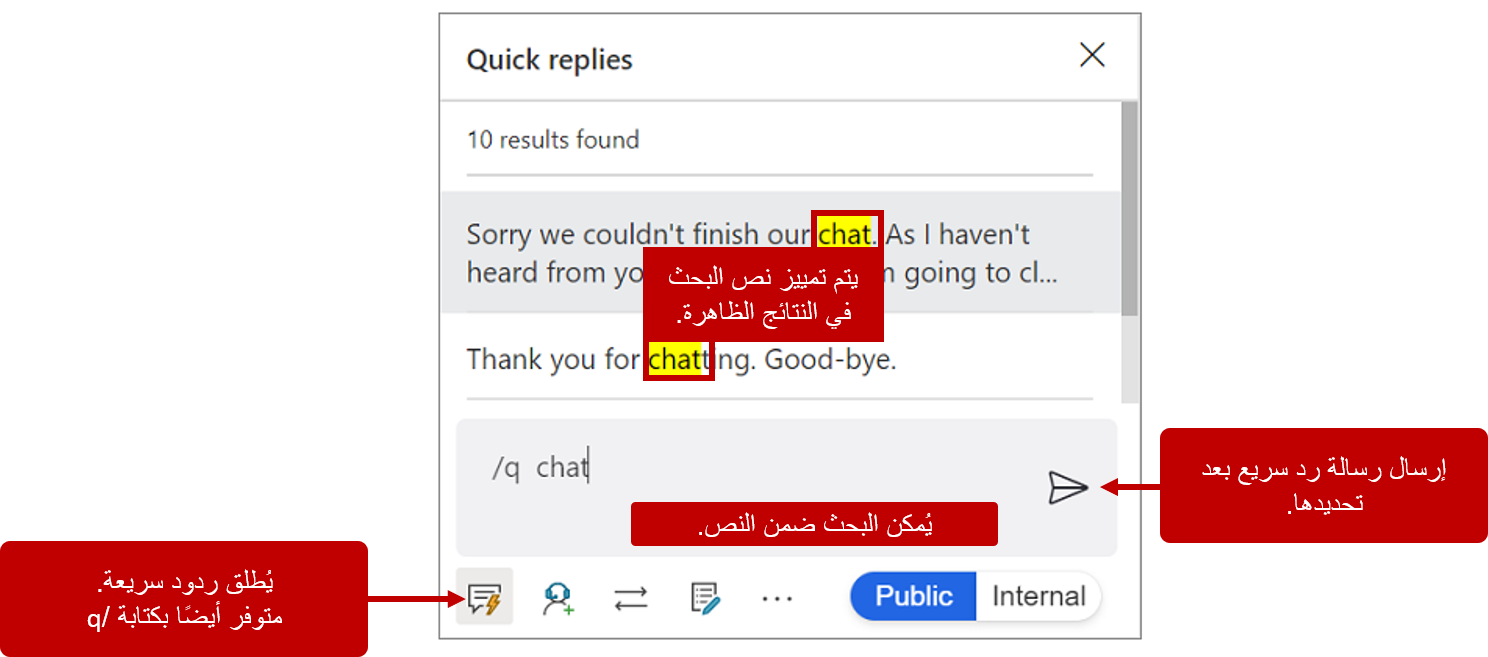 Quick replies
10 results found
Sorry we couldn't finish our chat. As I haven't
heard from yo
m going to cl...
يتم تمييز نص البحث
في النتائج الظاهرة.
Thank you for chatting. Good-bye.
/q chat
إرسال رسالة رد سريع بعد
تحديدها.
يُمكن البحث ضمن النص.
يُطلق ردود سريعة.
متوفر أيضًا بكتابة /q
Public
Internal